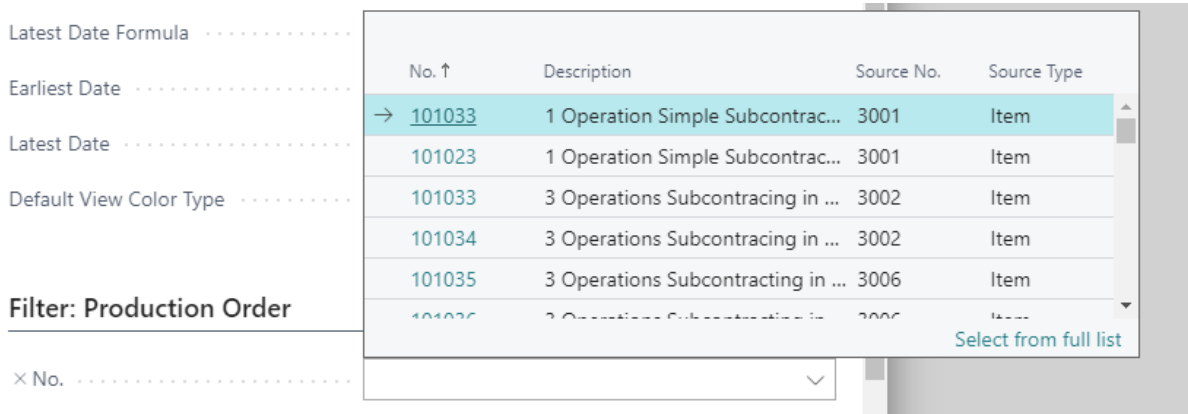 Latest Date Formula
Earliest Date
Latest Date
Default View Color Type
No. ↑ Description Source No. Source Type
→ 101033 1 Operation Simple Subcontrac... 3001 Item
101023 1 Operation Simple Subcontrac... 3001 Item
101033 3 Operations Subcontracing in ... 3002 Item
101034 3 Operations Subcontracing in ... 3002 Item
101035 3 Operations Subcontracting in ... 3006 Item
Select from full list
Filter: Production Order
× No.